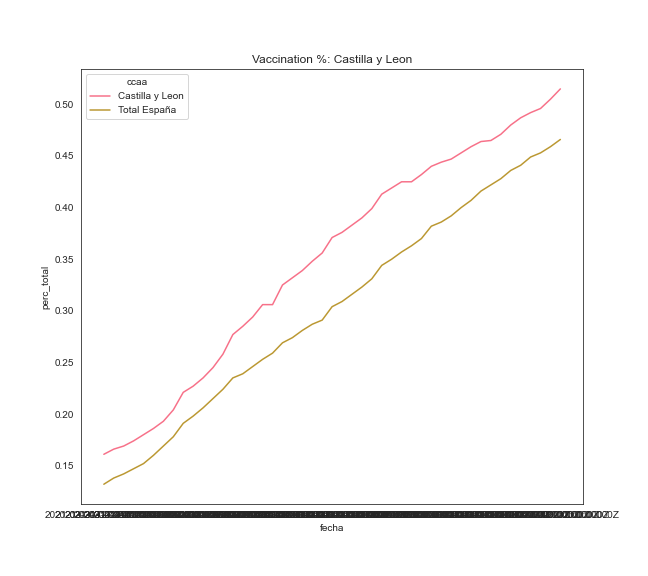 Vaccination %: Castilla y Leon
ccaa
Castilla y Leon
Total España
0.50
0.45
0.40
0.35
0.30
0.25
0.20
0.15
perc_total
fecha